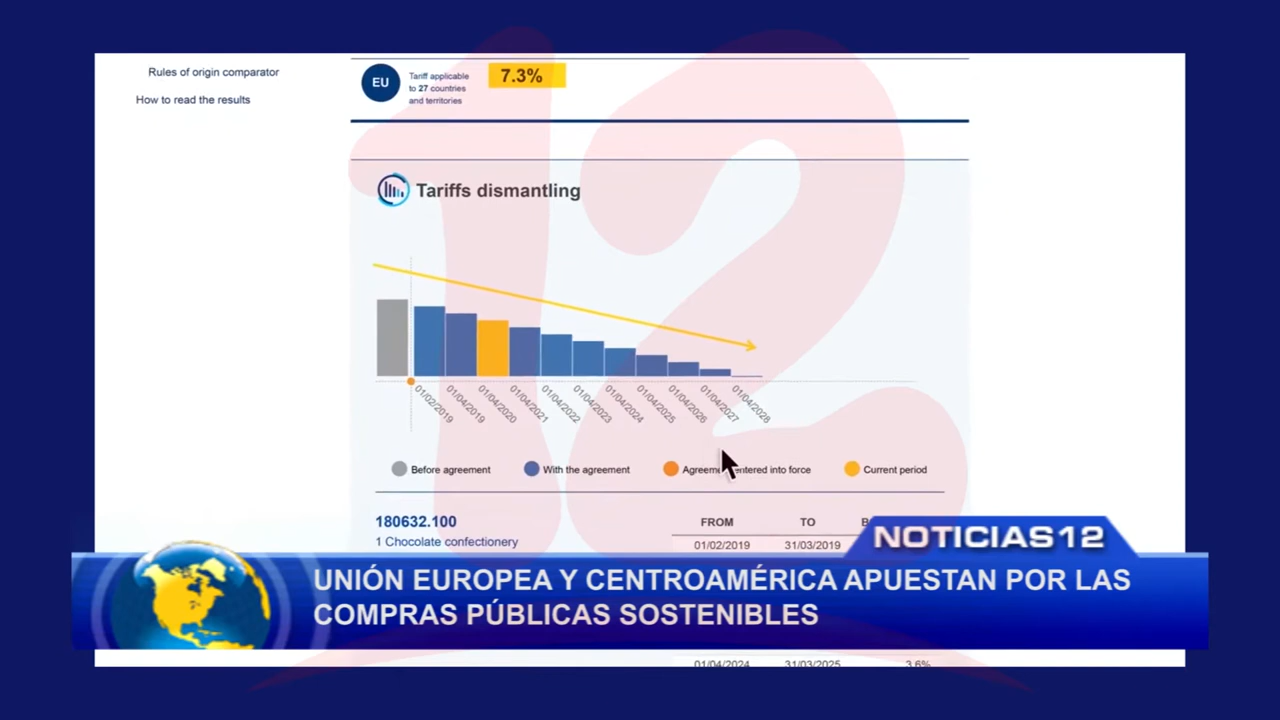 Rules of origin comparator
How to read the results
EU
Tariff applicable
to 27 countries
and territories
7.3%
Tariffs dismantling
01/02/2019
01/04/2019
01/04/2020
01/04/2021
01/04/2022
01/04/2023
01/04/2024
01/04/2025
01/04/2026
01/04/2027
01/04/2028
Before agreement
With the agreement
Agreem entered into force
Current period
180632.100
FROM TO B
1 Chocolate confectionery
01/02/2019 31/03/2019
NOTICIAS12
UNIÓN EUROPEA Y CENTROAMÉRICA APUESTAN POR LAS
COMPRAS PÚBLICAS SOSTENIBLES
01/04/2024 31/03/2025 3.6%
12